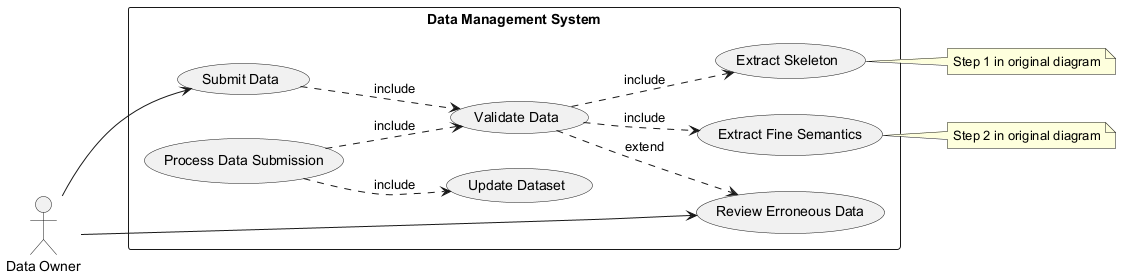 Data Management System
Extract Skeleton
Step 1 in original diagram
Submit Data
include
include
Validate Data
include
include
Extract Fine Semantics
Step 2 in original diagram
extend
Process Data Submission
include
Update Dataset
Review Erroneous Data
Data Owner